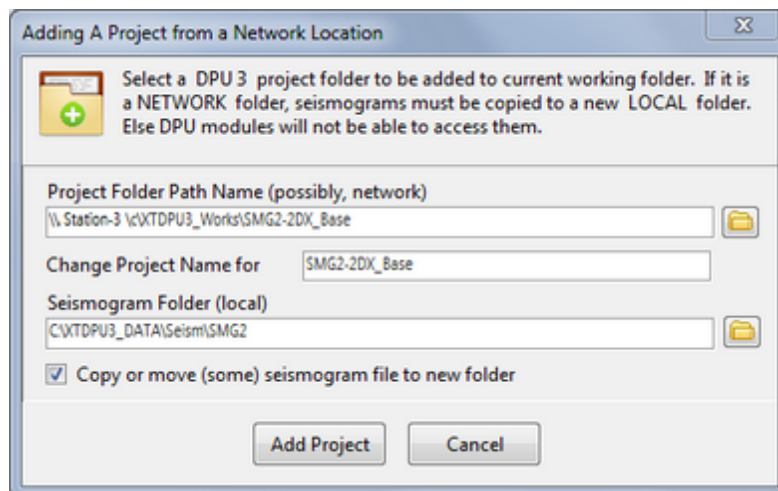 Adding A Project from a Network Location
Select a DPU 3 project folder to be added to current working folder. If it is
a NETWORK folder, seismograms must be copied to a new LOCAL folder.
Else DPU modules will not be able to access them.
Project Folder Path Name (possibly, network)
\\. Station-3 \c\XTDPU3_Works\SMG2-2DX_Base
Change Project Name for
SMG2-2DX_Base
Seismogram Folder (local)
C\XTDPU3_DATA\Seism\SMG2
Copy or move (some) seismogram file to new folder
Add Project
Cancel